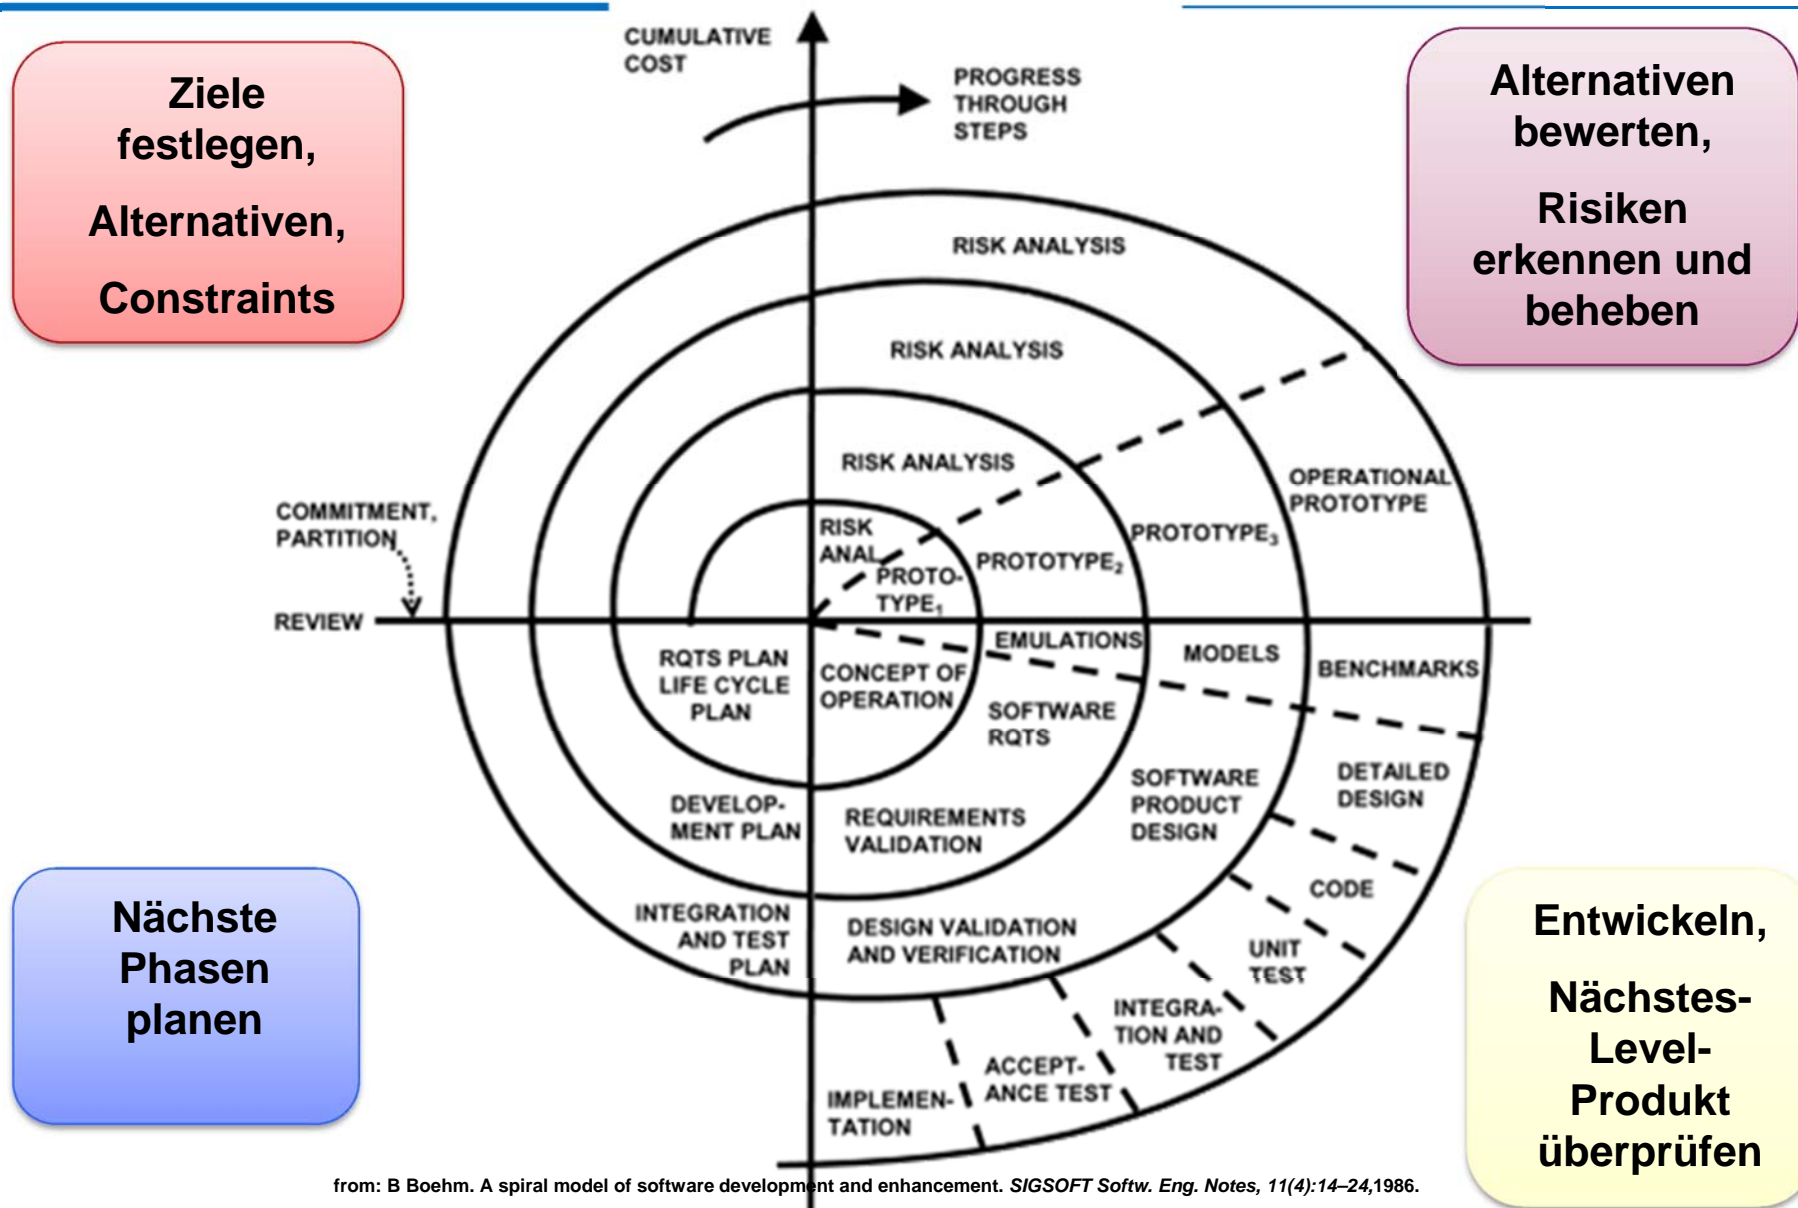 CUMULATIVE
COST
PROGRESS
THROUGH
STEPS
Ziele
festlegen,
Alternativen,
Constraints
Alternativen
bewerten,
Risiken
erkennen und
beheben
RISK ANALYSIS
RISK ANALYSIS
RISK ANALYSIS
RISK
ANAL
PROTO-
TYPE₁
PROTOTYPE₂
PROTOTYPE₃
OPERATIONAL
PROTOTYPE
COMMITMENT,
PARTITION
REVIEW
EMULATIONS
MODELS
BENCHMARKS
RQTS PLAN
LIFE CYCLE
PLAN
CONCEPT OF
OPERATION
SOFTWARE
RQTS
SOFTWARE
PRODUCT
DESIGN
DETAILED
DESIGN
DEVELOP-
MENT PLAN
REQUIREMENTS
VALIDATION
CODE
INTEGRATION
AND TEST
PLAN
DESIGN VALIDATION
AND VERIFICATION
UNIT
TEST
INTEGRA-
TION AND
TEST
ACCEPT-
ANCE TEST
IMPLEMEN-
TATION
Nächste
Phasen
planen
Entwickeln,
Nächstes-
Level-
Produkt
überprüfen
from: B Boehm. A spiral model of software development and enhancement. SIGSOFT Softw. Eng. Notes, 11(4):14–24,1986.